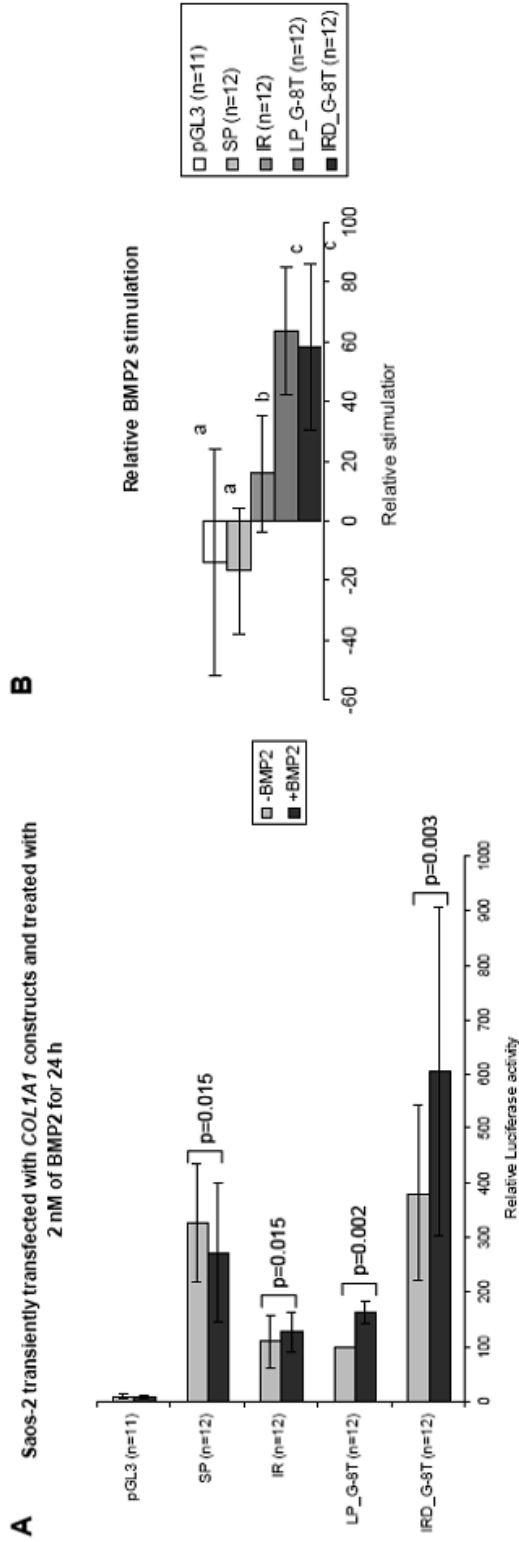 A
Saos-2 transiently transfected with COL1A1 constructs and treated with
2 nM of BMP2 for 24 h
pGL3 (n=11)
SP (n=12)
IR (n=12)
LP_G-8T (n=12)
IRD_G-8T (n=12)
p=0.015
p=0.015
p=0.002
p=0.003
0
100
200
300
400
500
600
700
800
900
1000
Relative Luciferase activity
-BMP2
+BMP2
B
Relative BMP2 stimulation
a
a
b
c
c
-60
-40
-20
0
20
40
60
80
100
Relative stimulatior
pGL3 (n=11)
SP (n=12)
IR (n=12)
LP_G-8T (n=12)
IRD_G-8T (n=12)